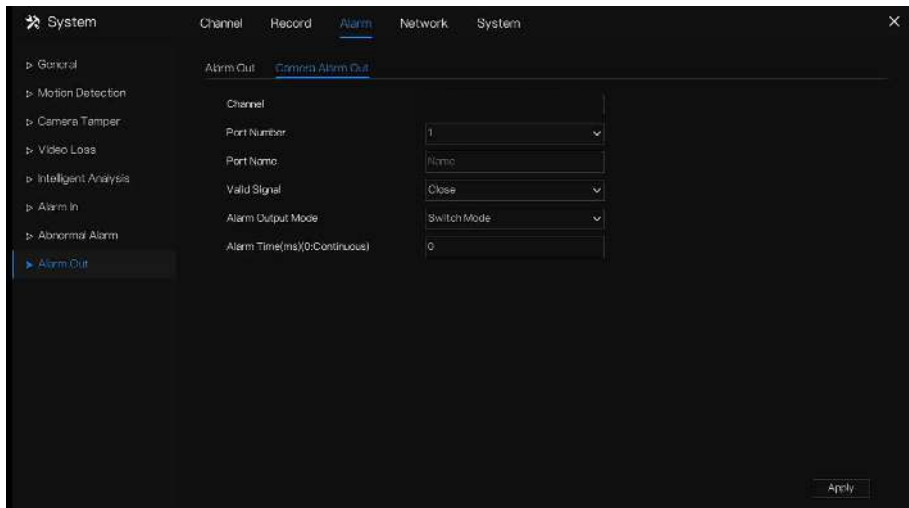 System
Channel Record Alarm Network System
General
Motion Detection
Camera Tamper
Video Loss
Intelligent Analysis
Alarm In
Abnormal Alarm
Alarm Out
Alarm Out Camera Alarm Out
Channel
Port Number 1
Port Name Name
Valid Signal Close
Alarm Output Mode Switch Mode
Alarm Time(ms)(0:Continuous) 0
Apply